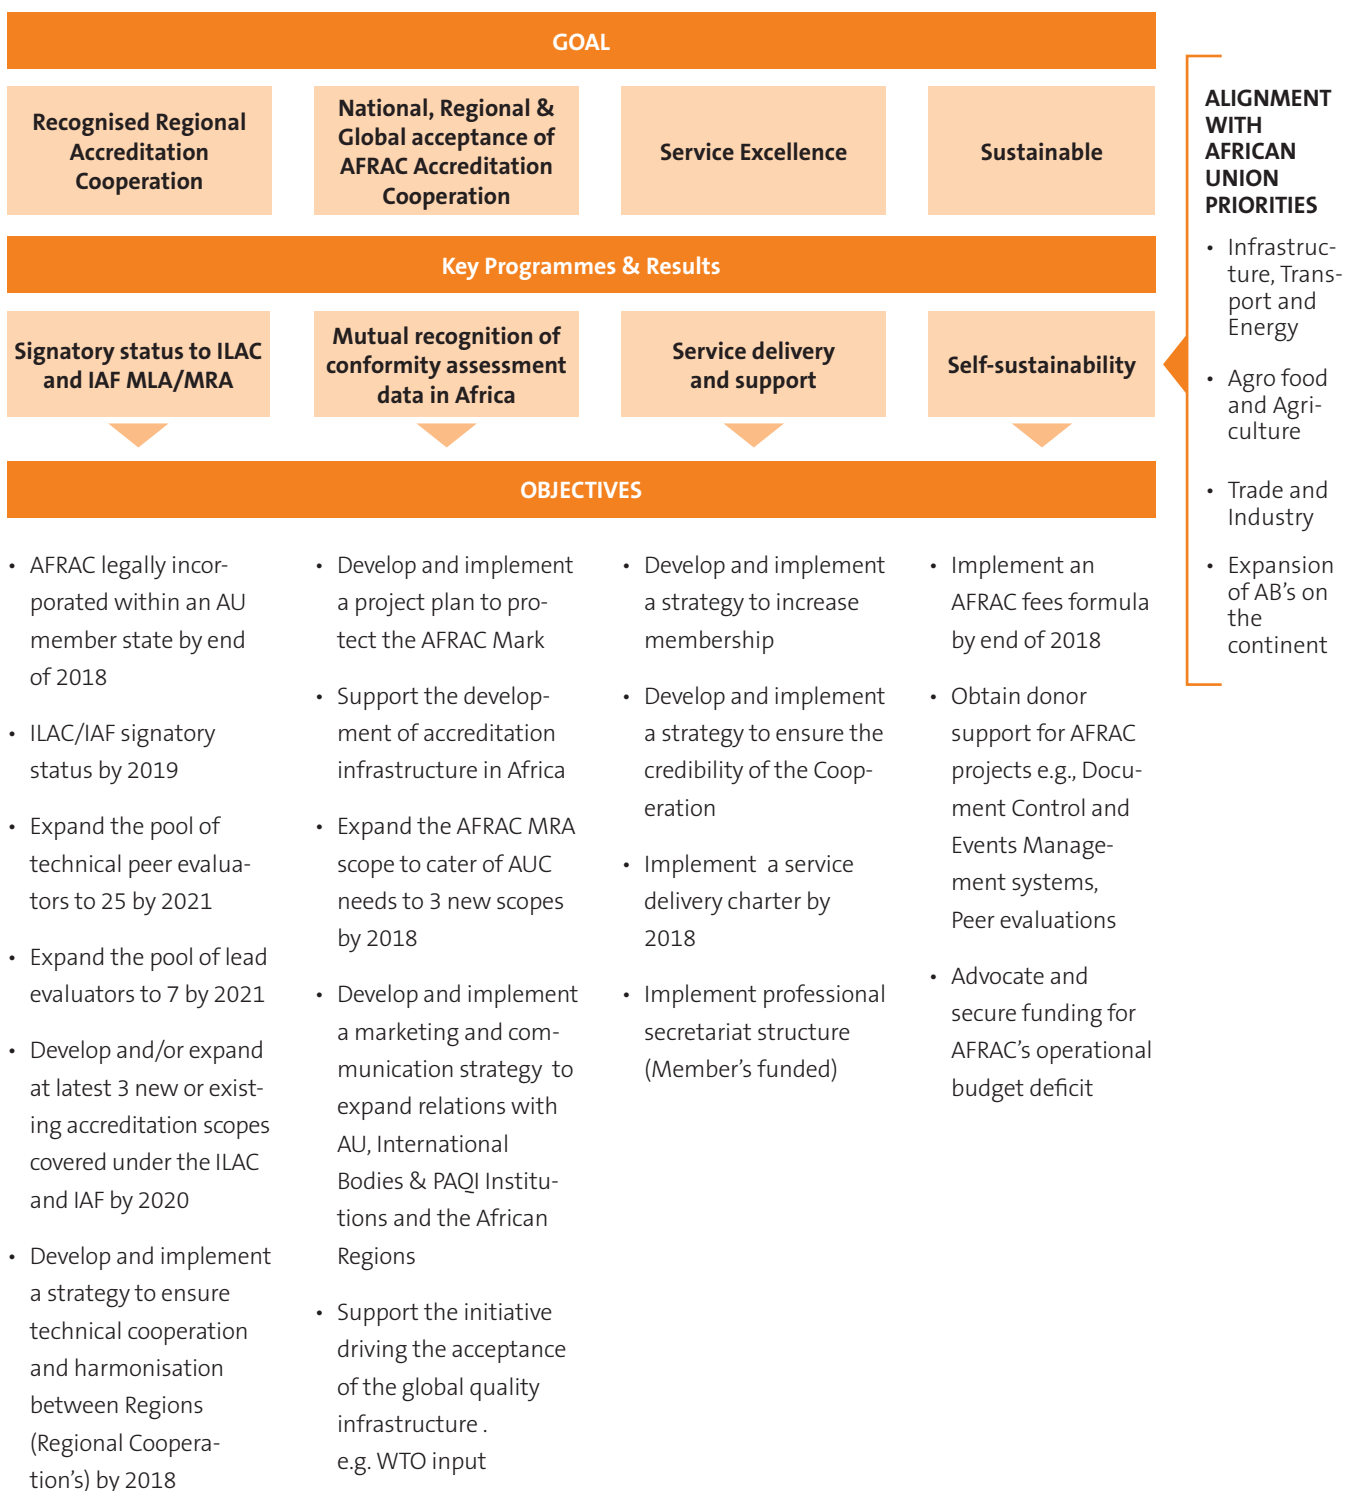 GOAL
Recognised Regional
Accreditation
Cooperation
National, Regional &
Global acceptance of
AFRAC Accreditation
Cooperation
Service Excellence
Sustainable
Key Programmes & Results
Signatory status to ILAC
and IAF MLA/MRA
Mutual recognition of
conformity assessment
data in Africa
Service delivery
and support
Self-sustainability
OBJECTIVES
• AFRAC legally incor-
porated within an AU
member state by end
of 2018
• ILAC/IAF signatory
status by 2019
• Expand the pool of
technical peer evalua-
tors to 25 by 2021
• Expand the pool of lead
evaluators to 7 by 2021
• Develop and/or expand
at latest 3 new or exist-
ing accreditation scopes
covered under the ILAC
and IAF by 2020
• Develop and implement
a strategy to ensure
technical cooperation
and harmonisation
between Regions
(Regional Coopera-
tion's) by 2018
• Develop and implement
a project plan to pro-
tect the AFRAC Mark
• Support the develop-
ment of accreditation
infrastructure in Africa
• Expand the AFRAC MRA
scope to cater of AUC
needs to 3 new scopes
by 2018
• Develop and implement
a marketing and com-
munication strategy to
expand relations with
AU, International
Bodies & PAQI Institu-
tions and the African
Regions
• Support the initiative
driving the acceptance
of the global quality
infrastructure .
e.g. WTO input
• Develop and implement
a strategy to increase
membership
• Develop and implement
a strategy to ensure the
credibility of the Coop-
eration
• Implement a service
delivery charter by
2018
• Implement professional
secretariat structure
(Member's funded)
• Implement an
AFRAC fees formula
by end of 2018
• Obtain donor
support for AFRAC
projects e.g., Docu-
ment Control and
Events Manage-
ment systems,
Peer evaluations
• Advocate and
secure funding for
AFRAC's operational
budget deficit
ALIGNMENT
WITH
AFRICAN
UNION
PRIORITIES
• Infrastruc-
ture, Trans-
port and
Energy
• Agro food
and Agri-
culture
• Trade and
Industry
• Expansion
of AB's on
the
continent